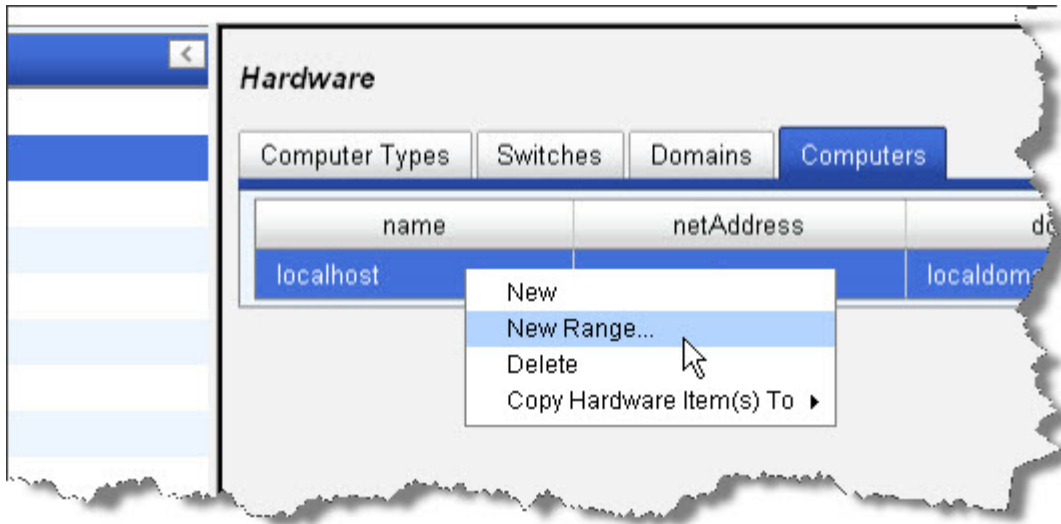 Hardware
Computer Types Switches Domains Computers
name netAddress
localhost
New
New Range...
Delete
Copy Hardware Item(s) To